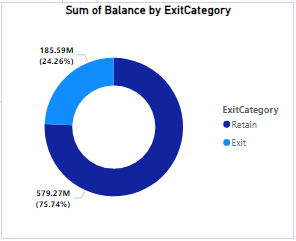 Sum of Balance by ExitCategory
185.59M
(24.26%)
ExitCategory
Retain
Exit
579.27M
(75.74%)